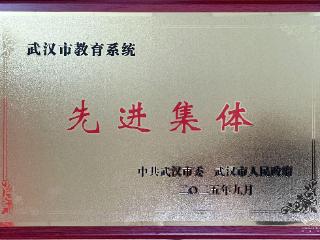 武汉市教育系统
先进集体
中共武汉市委 武汉市人民政府
二〇二五年九月